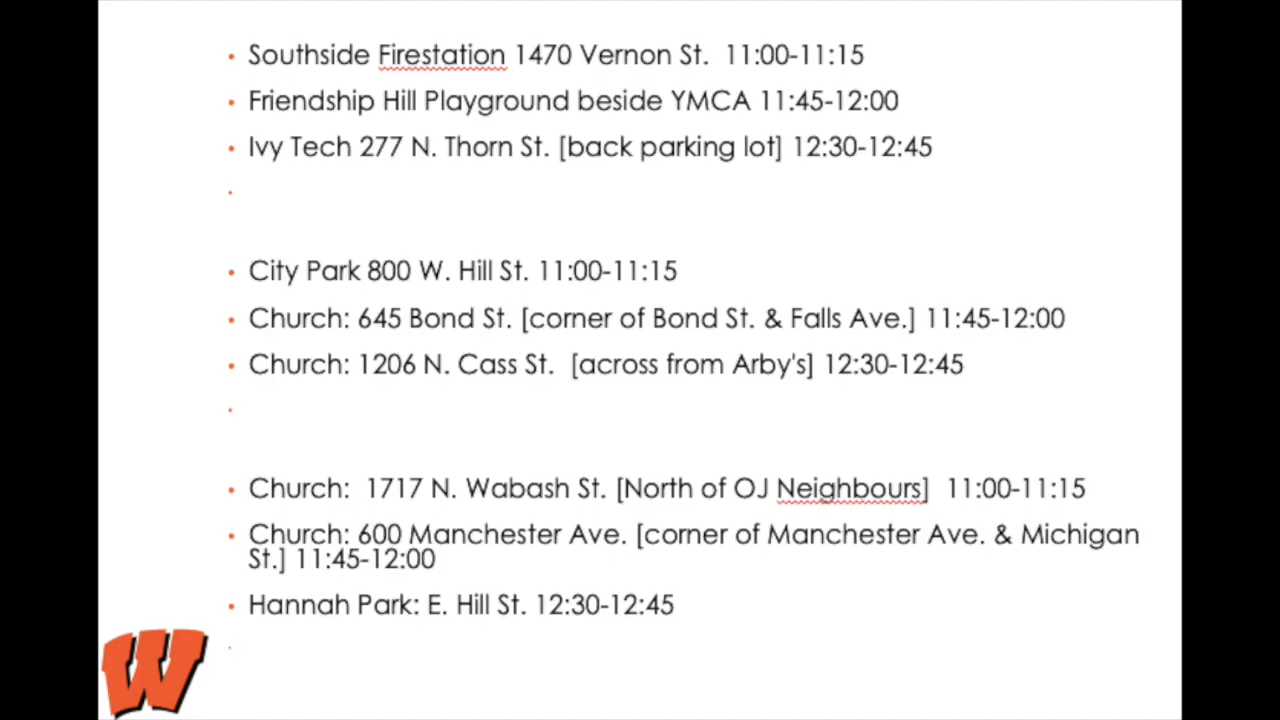 Southside Firestation 1470 Vernon St.  11:00-11:15
Friendship Hill Playground beside YMCA 11:45-12:00
Ivy Tech 277 N. Thorn St. [back parking lot] 12:30-12:45
City Park 800 W. Hill St. 11:00-11:15
Church: 645 Bond St. [corner of Bond St. & Falls Ave.] 11:45-12:00
Church: 1206 N. Cass St.  [across from Arby's] 12:30-12:45
Church:  1717 N. Wabash St. [North of OJ Neighbours]  11:00-11:15
Church: 600 Manchester Ave. [corner of Manchester Ave. & Michigan
St.] 11:45-12:00
Hannah Park: E. Hill St. 12:30-12:45
W